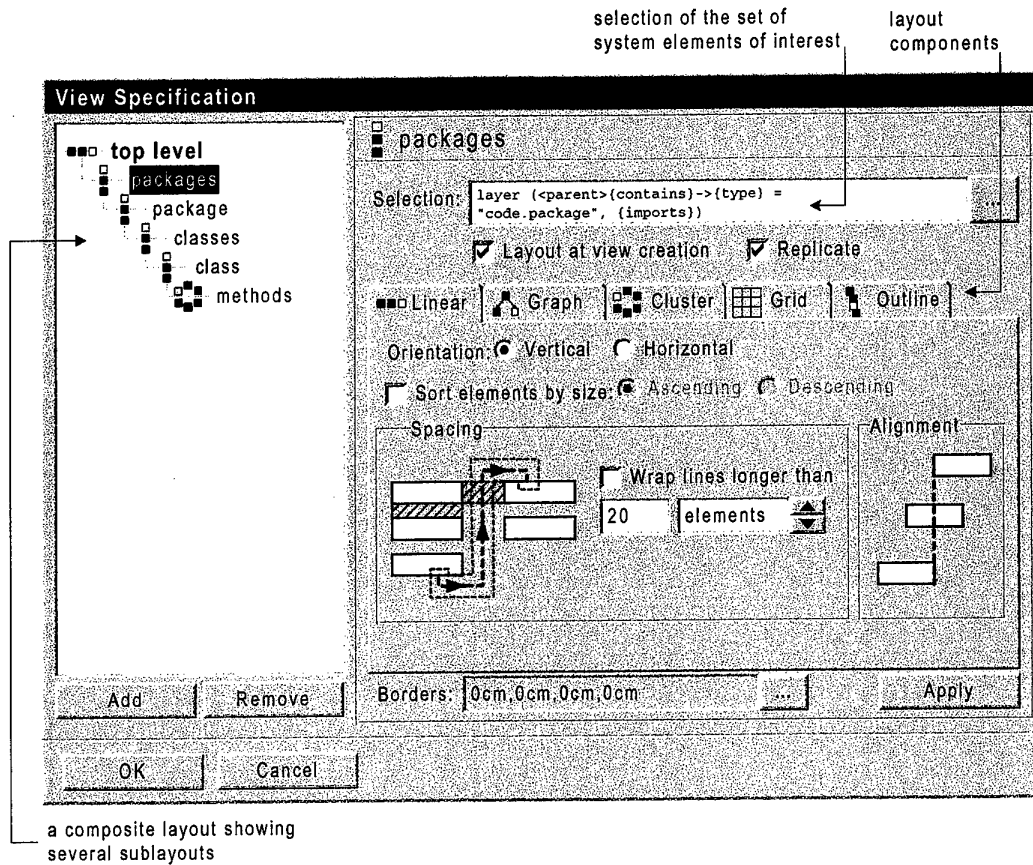 selection of the set of
system elements of interest
layout
components
View Specification
top level
packages
package
classes
class
methods
packages
Selection:
layer (<parent>{contains}->{type} =
"code.package", {imports})
...
Layout at view creation
Replicate
Linear
Graph
Cluster
Grid
Outline
Orientation:
Vertical
Horizontal
Sort elements by size:
Ascending
Descending
Spacing
Wrap lines longer than
20
elements
Alignment
Add
Remove
Borders:
0cm,0cm,0cm,0cm
...
Apply
OK
Cancel
a composite layout showing
several sublayouts